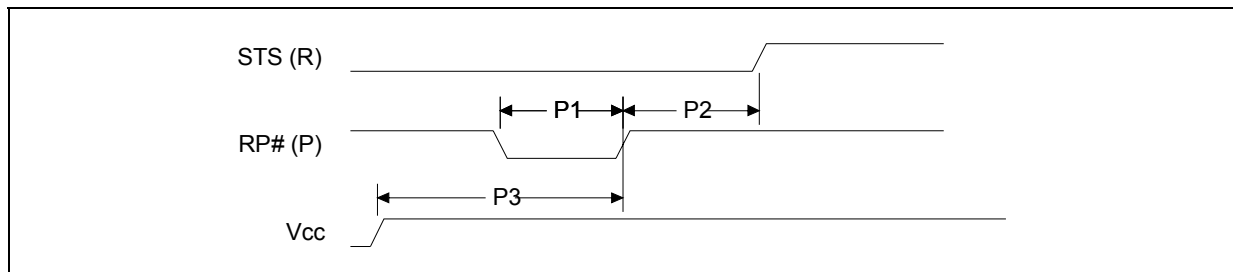 STS (R)
P1
P2
RP# (P)
P3
Vcc